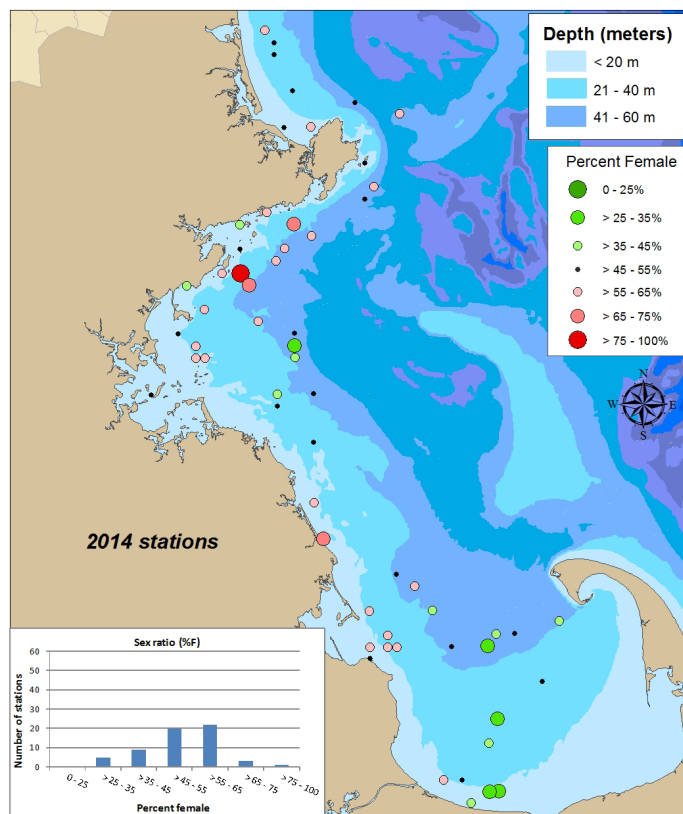 Depth (meters)
< 20 m
21 - 40 m
41 - 60 m
Percent Female
0 - 25%
> 25 - 35%
> 35 - 45%
> 45 - 55%
> 55 - 65%
> 65 - 75%
> 75 - 100%
N
W E
S
2014 stations
Sex ratio (%F)
Number of stations
60
50
40
30
20
10
0
0 - 25
> 25 - 35
> 35 - 45
> 45 - 55
> 55 - 65
> 65 - 75
> 75 - 100
Percent female